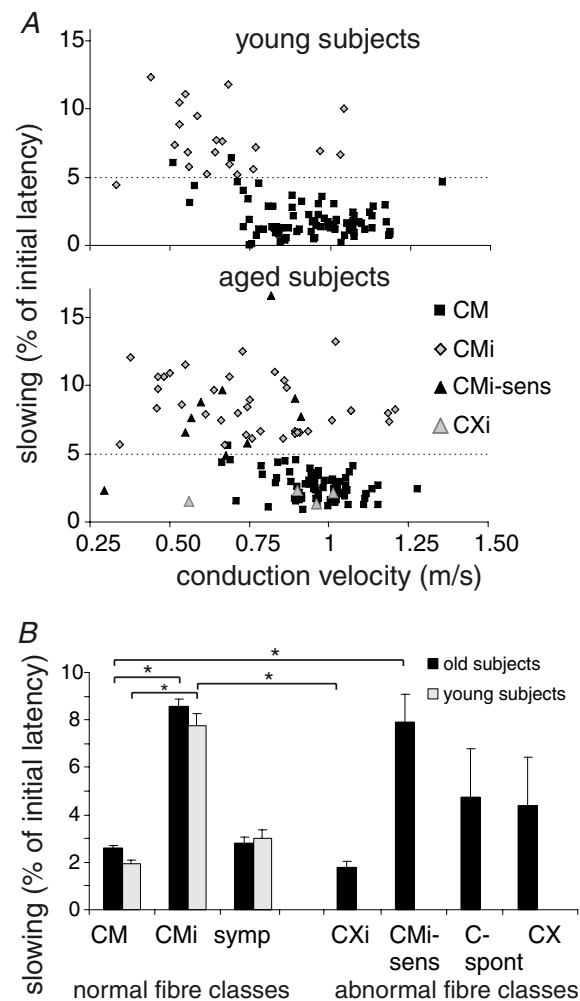 A
young subjects
15
10
5
0
slowing (% of initial latency)
aged subjects
15
10
5
0
CM
CMi
CMi-sens
CXi
0.25 0.50 0.75 1.00 1.25 1.50
conduction velocity (m/s)
B
* *
* *
old subjects
young subjects
10
8
6
4
2
0
slowing (% of initial latency)
CM CMi symp CXi CMi- C- CX
sens spont
normal fibre classes abnormal fibre classes